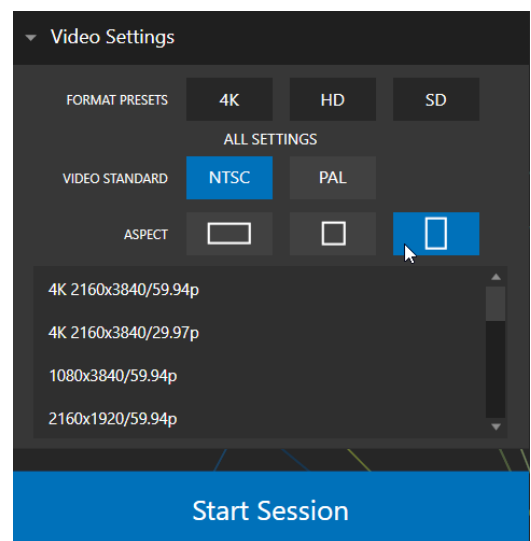 Video Settings
FORMAT PRESETS 4K HD SD
ALL SETTINGS
VIDEO STANDARD NTSC PAL
ASPECT
4K 2160x3840/59.94p
4K 2160x3840/29.97p
1080x3840/59.94p
2160x1920/59.94p
Start Session